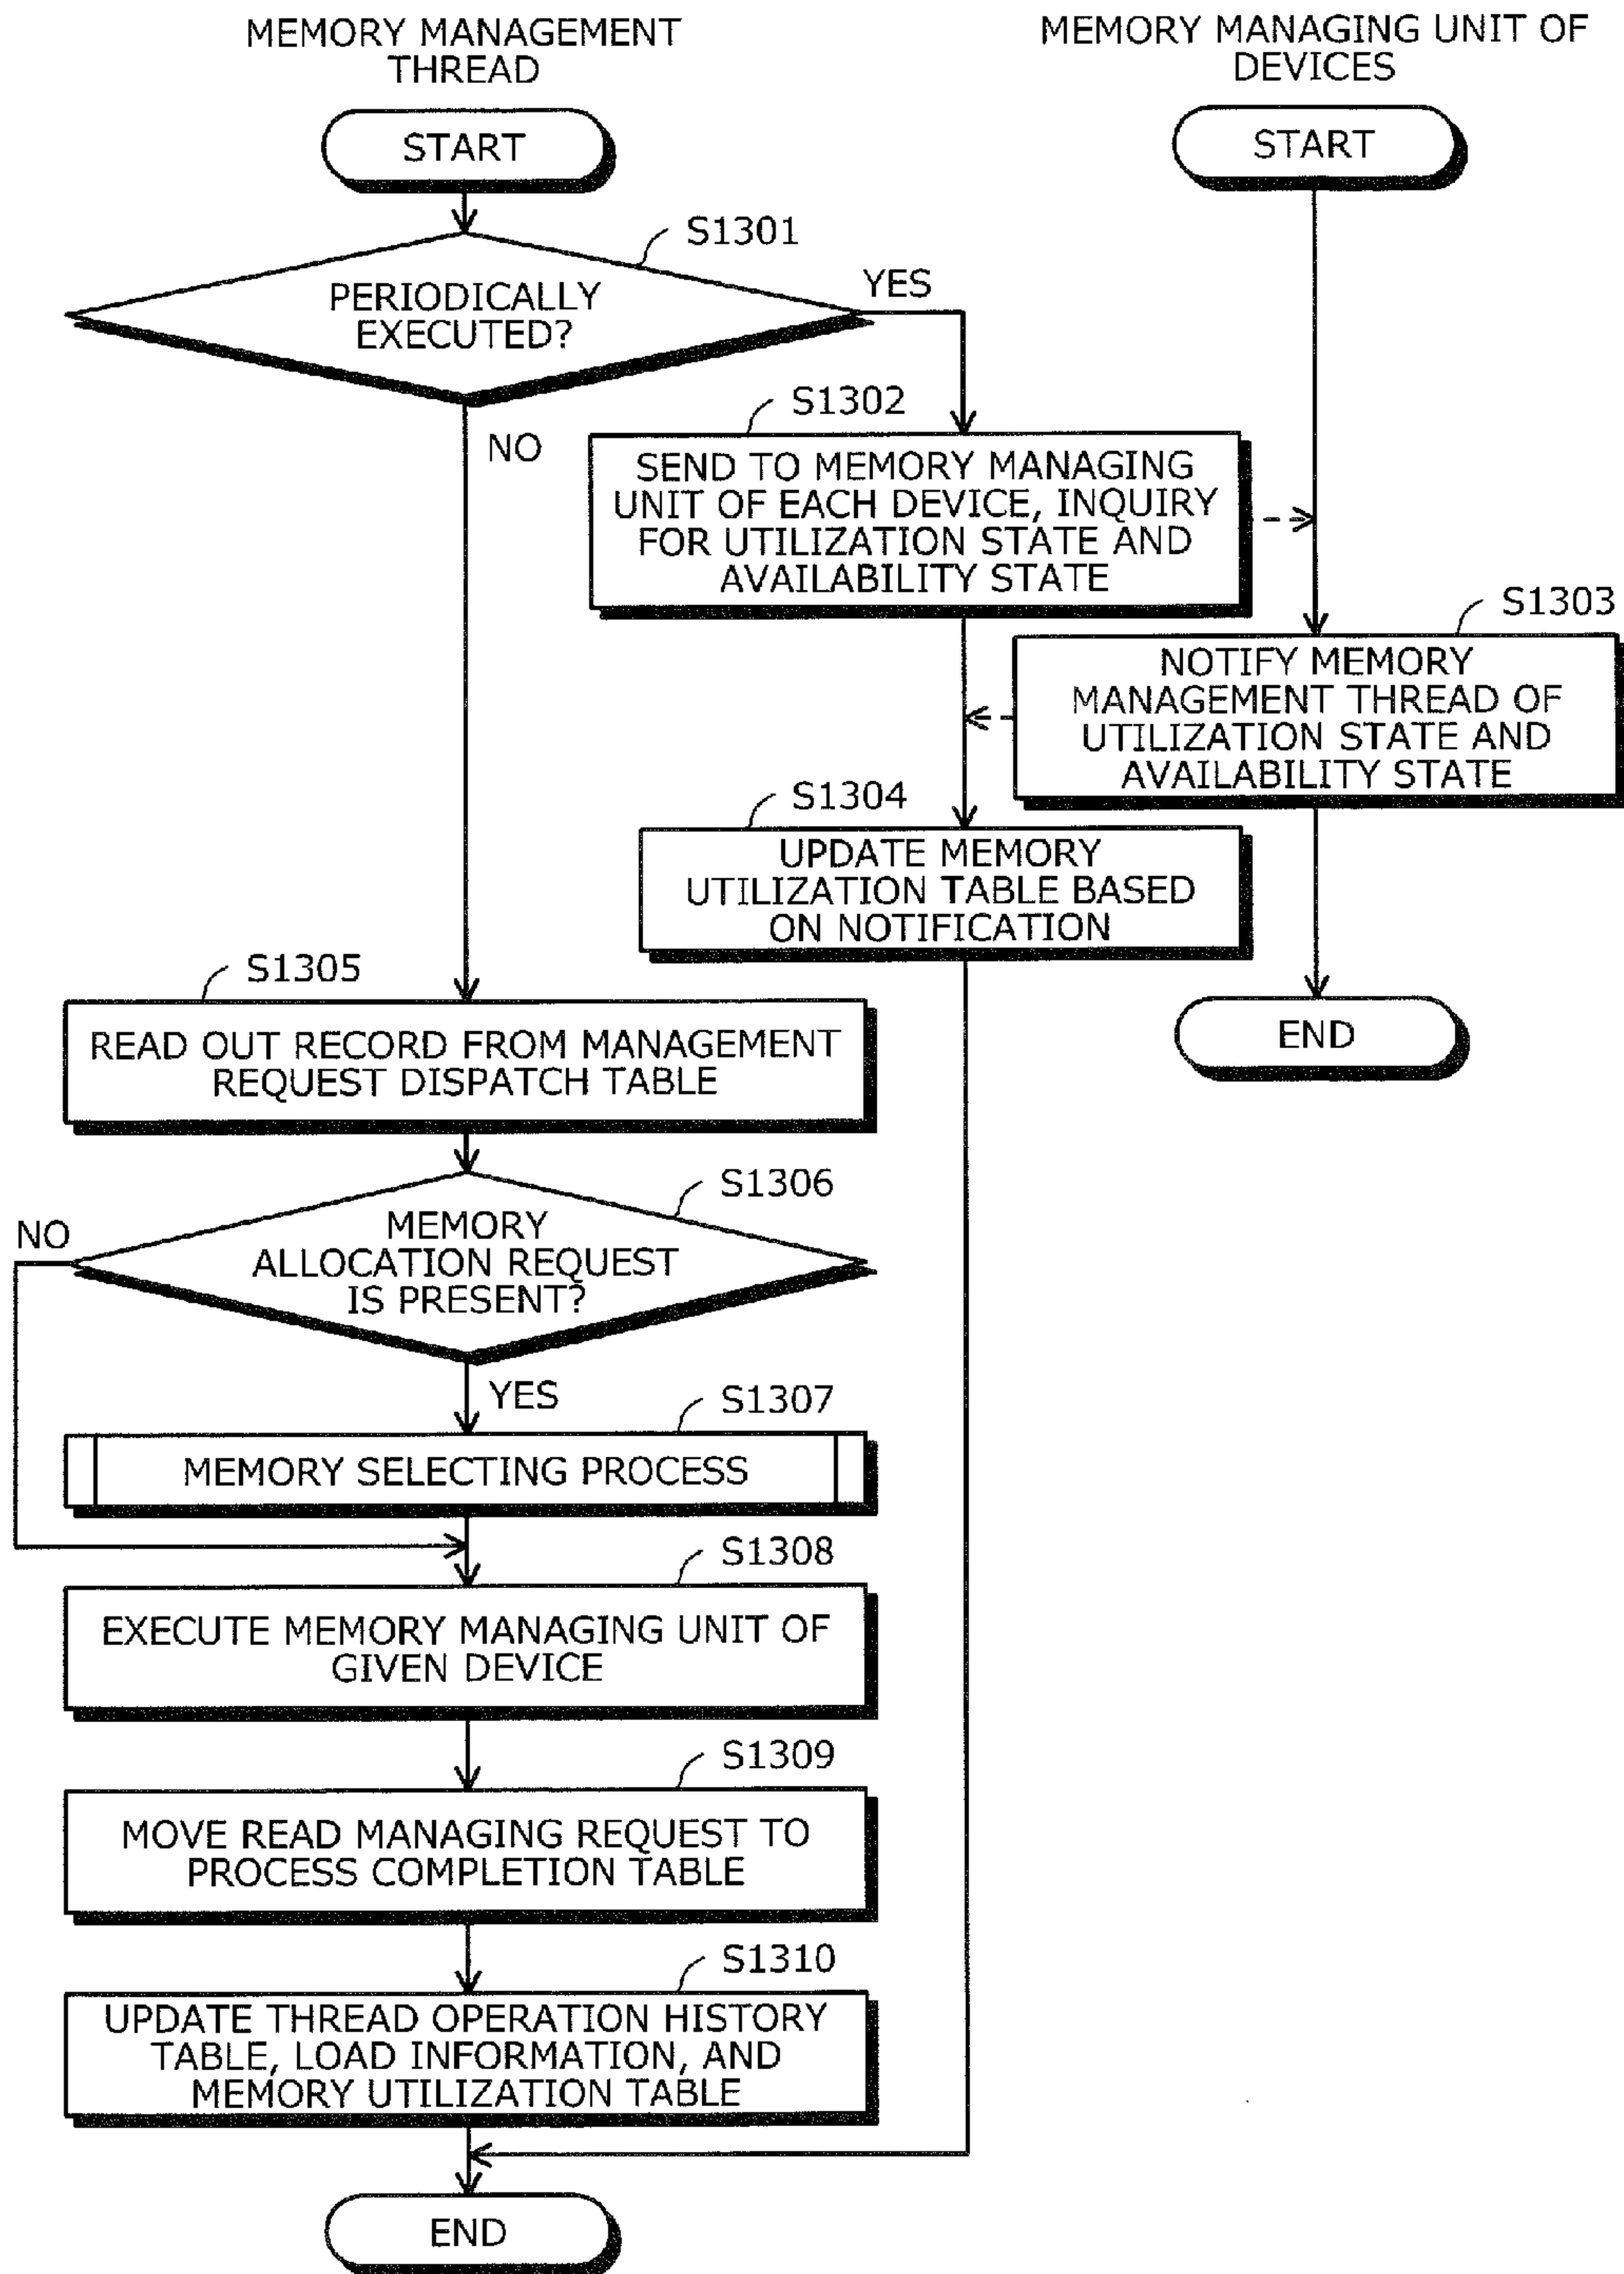 MEMORY MANAGEMENT
THREAD
START
S1301
PERIODICALLY
EXECUTED?
YES
NO
S1302
SEND TO MEMORY MANAGING
UNIT OF EACH DEVICE, INQUIRY
FOR UTILIZATION STATE AND
AVAILABILITY STATE
MEMORY MANAGING UNIT OF
DEVICES
START
S1303
NOTIFY MEMORY
MANAGEMENT THREAD OF
UTILIZATION STATE AND
AVAILABILITY STATE
END
S1304
UPDATE MEMORY
UTILIZATION TABLE BASED
ON NOTIFICATION
S1305
READ OUT RECORD FROM MANAGEMENT
REQUEST DISPATCH TABLE
S1306
MEMORY
ALLOCATION REQUEST
IS PRESENT?
NO
YES
S1307
MEMORY SELECTING PROCESS
S1308
EXECUTE MEMORY MANAGING UNIT OF
GIVEN DEVICE
S1309
MOVE READ MANAGING REQUEST TO
PROCESS COMPLETION TABLE
S1310
UPDATE THREAD OPERATION HISTORY
TABLE, LOAD INFORMATION, AND
MEMORY UTILIZATION TABLE
END